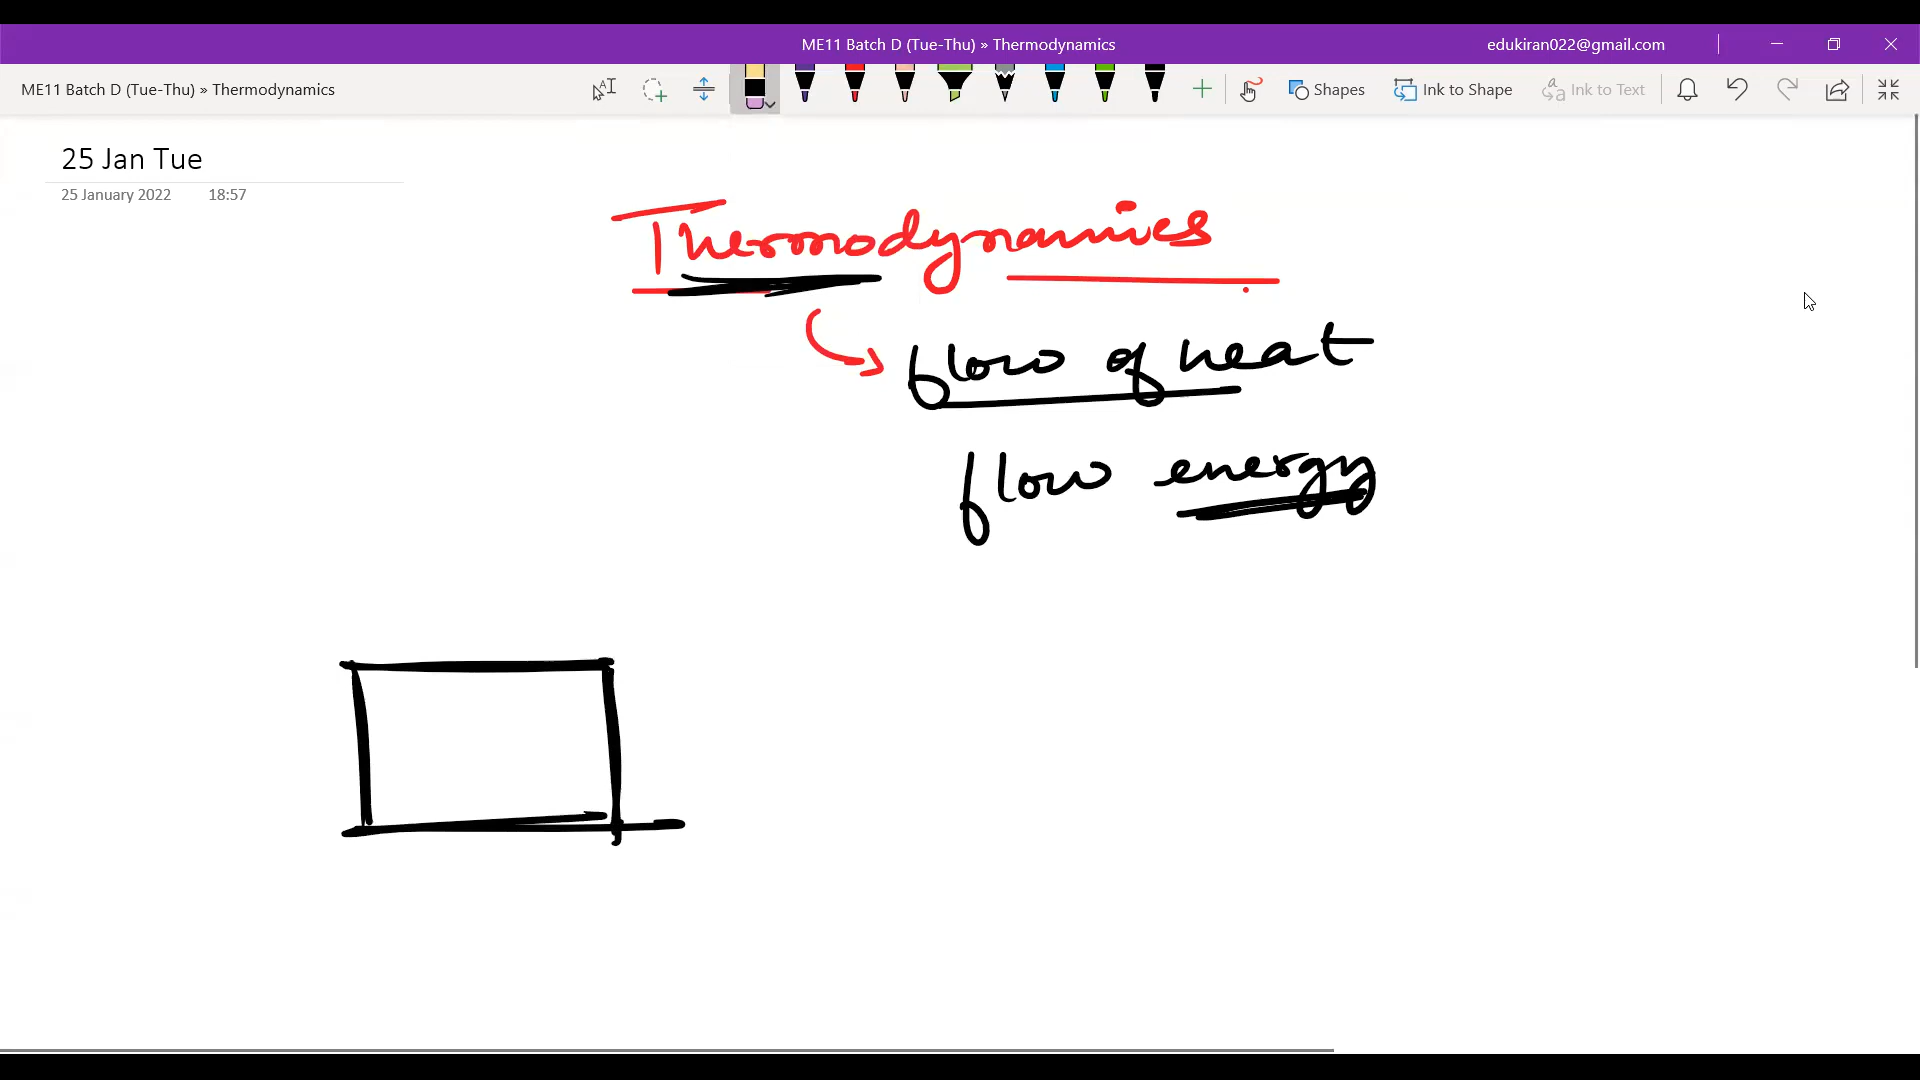 ME11 Batch D (Tue-Thu) » Thermodynamics
edukiran022@gmail.com
ME11 Batch D (Tue-Thu) » Thermodynamics
Shapes
Ink to Shape
Ink to Text
25 Jan Tue
25 January 2022 18:57
Thermodynamics
flow of heat
flow energy